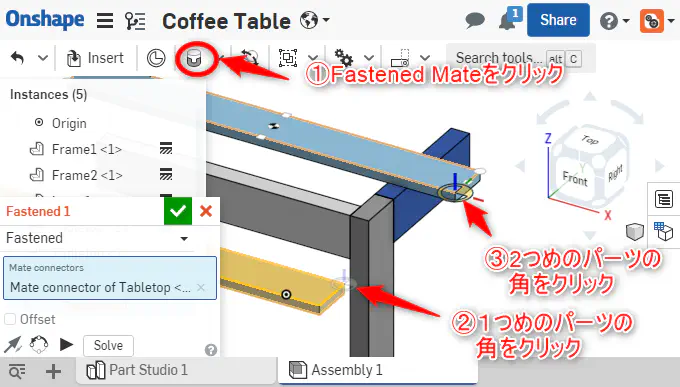 Onshape
Coffee Table
1
Share
Insert
Search tools...
alt
C
①Fastened Mateをクリック
Instances (5)
Origin
Frame1 <1>
Frame2 <1>
Z
Top
Front
Right
Y
X
Fastened 1
Fastened
Mate connectors
Mate connector of Tabletop <...
Offset
Solve
③2つめのパーツの
角をクリック
②1つめのパーツの
角をクリック
Part Studio 1
Assembly 1